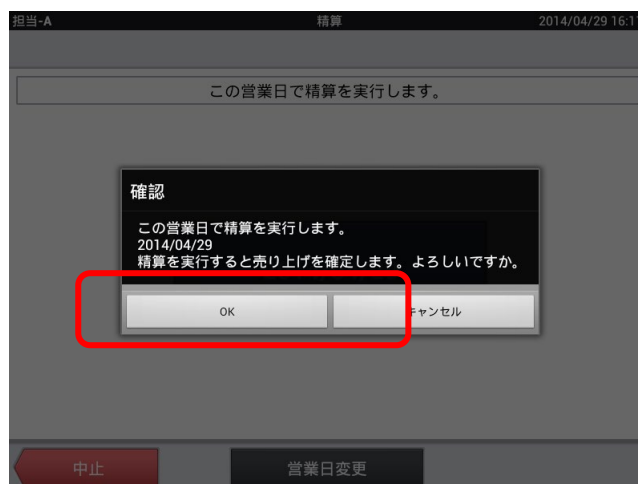 担当-A 精算 2014/04/29 16:1
この営業日で精算を実行します。
確認
この営業日で精算を実行します。
2014/04/29
精算を実行すると売り上げを確定します。よろしいですか。
OK キャンセル
中止 営業日変更